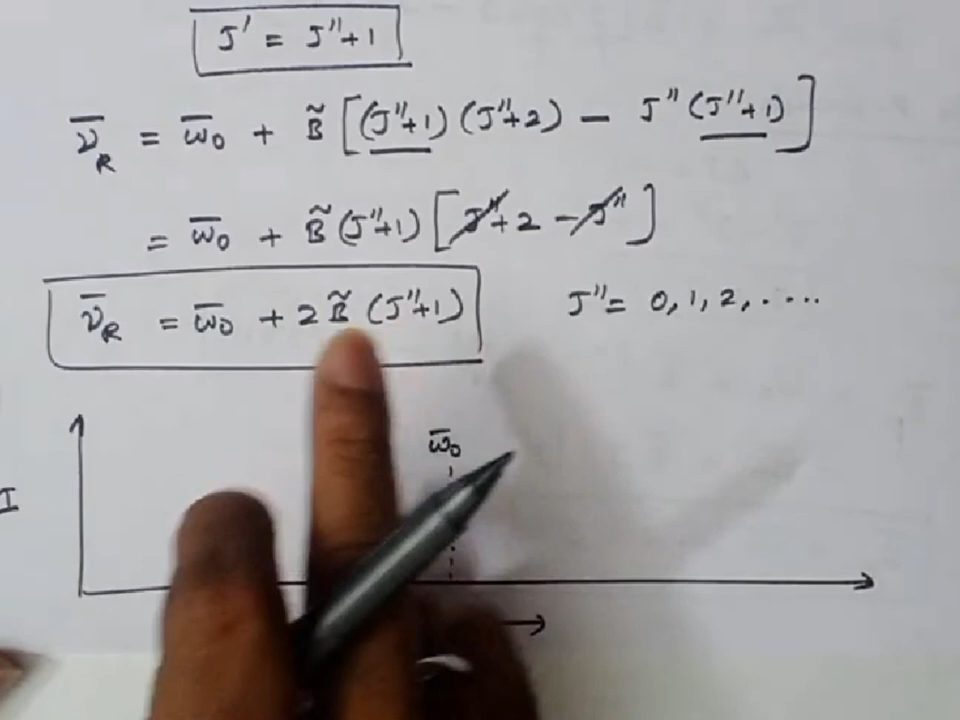 J' = J''+1
ν̄_R = ω̄₀ + B̃ [(J''+1)(J''+2) − J''(J''+1)]
= ω̄₀ + B̃(J''+1)[J''+2 − J'']
ν̄_R = ω̄₀ + 2B̃(J''+1) J'' = 0, 1, 2, ....
ω̄₀
I